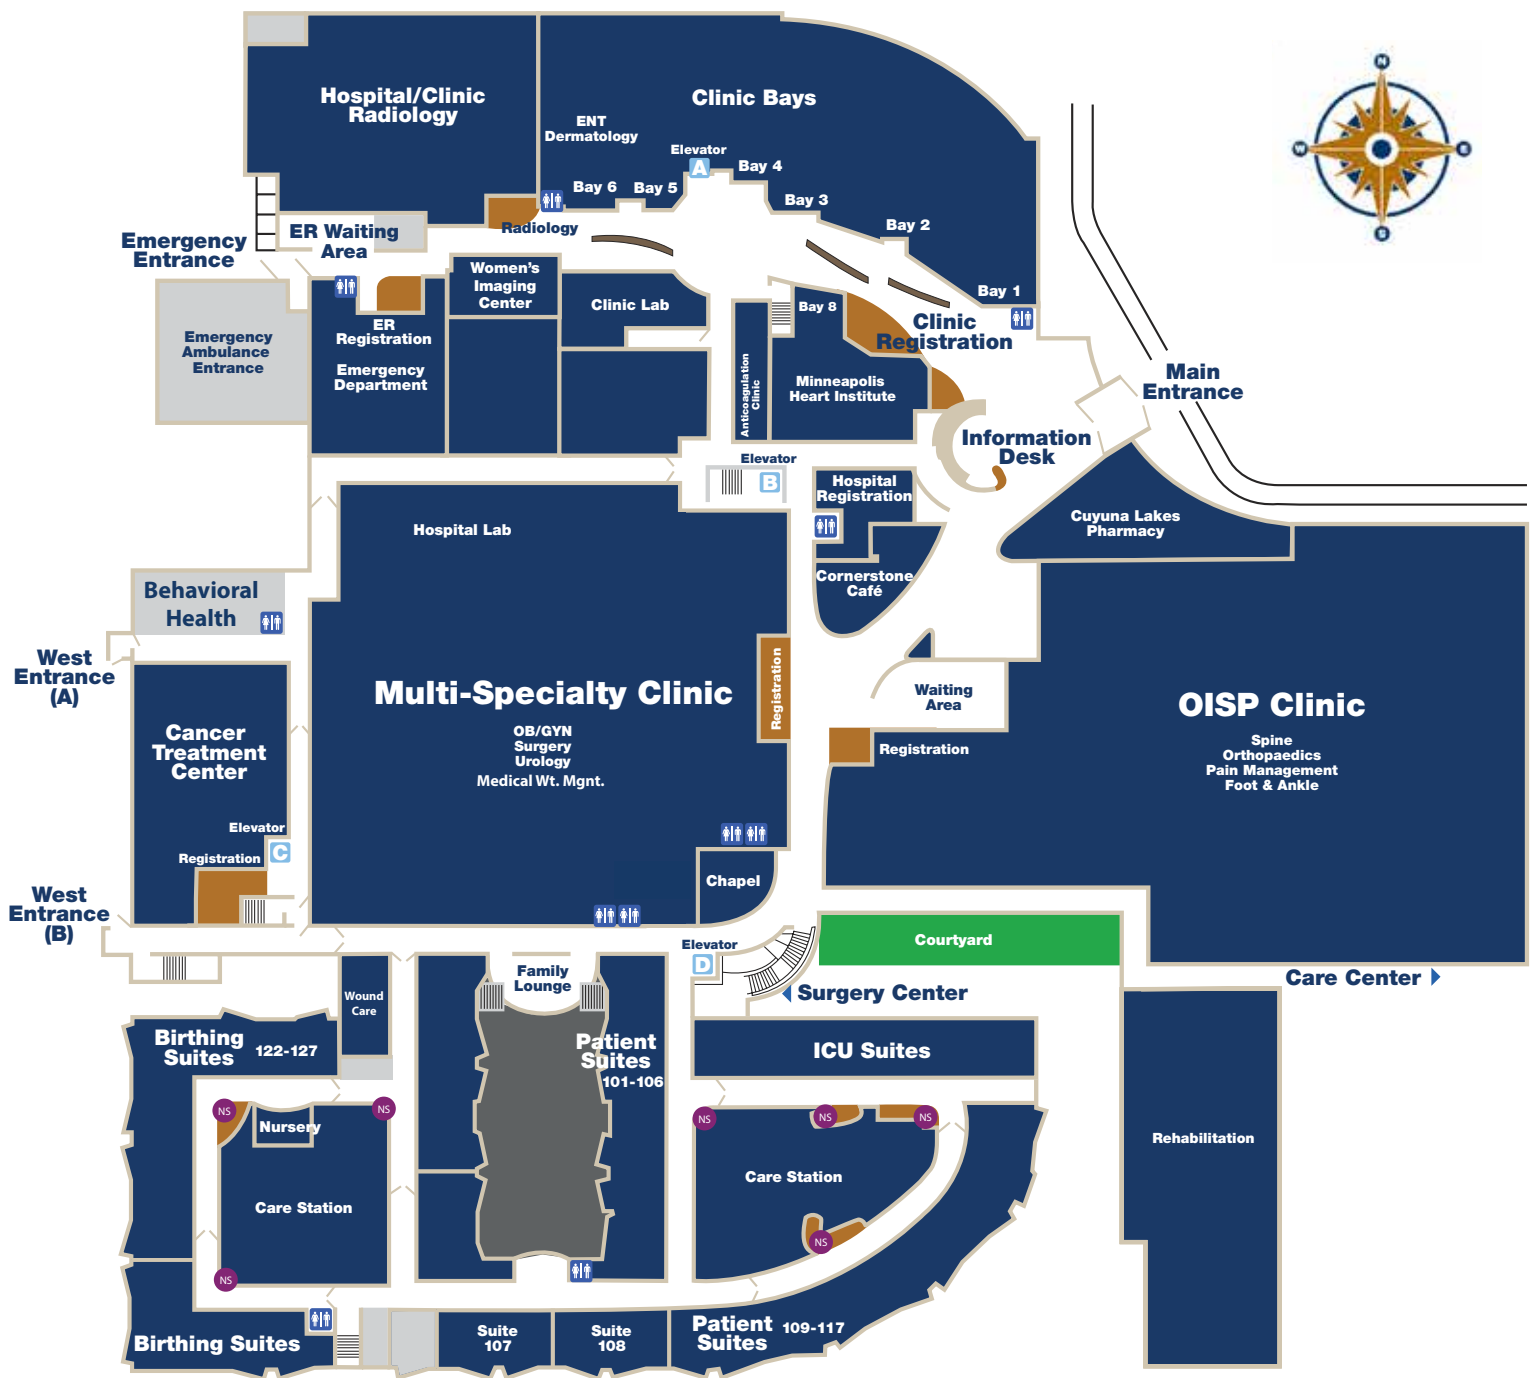 N
W
E
S
Hospital/Clinic
Radiology
Clinic Bays
ENT
Dermatology
Elevator
A
Bay 4
Bay 6
Bay 5
Bay 3
Bay 2
Bay 1
Radiology
ER Waiting
Area
Emergency
Entrance
Women's
Imaging
Center
Clinic Lab
Bay 8
Clinic
Registration
ER
Registration
Emergency
Department
Emergency
Ambulance
Entrance
Anticoagulation
Clinic
Minneapolis
Heart Institute
Main
Entrance
Information
Desk
Elevator
B
Hospital
Registration
Cuyuna Lakes
Pharmacy
Hospital Lab
Cornerstone
Café
Behavioral
Health
West
Entrance
(A)
Multi-Specialty Clinic
OB/GYN
Surgery
Urology
Medical Wt. Mgnt.
Registration
Waiting
Area
Registration
OISP Clinic
Spine
Orthopaedics
Pain Management
Foot & Ankle
Cancer
Treatment
Center
Elevator
C
Registration
West
Entrance
(B)
Chapel
Elevator
D
Courtyard
Care Center
Surgery Center
Family
Lounge
Wound
Care
Birthing
Suites
122-127
Patient
Suites
101-106
ICU Suites
NS
NS
NS
NS
NS
Nursery
Rehabilitation
Care Station
Care Station
NS
NS
Birthing Suites
Suite
107
Suite
108
Patient
Suites
109-117